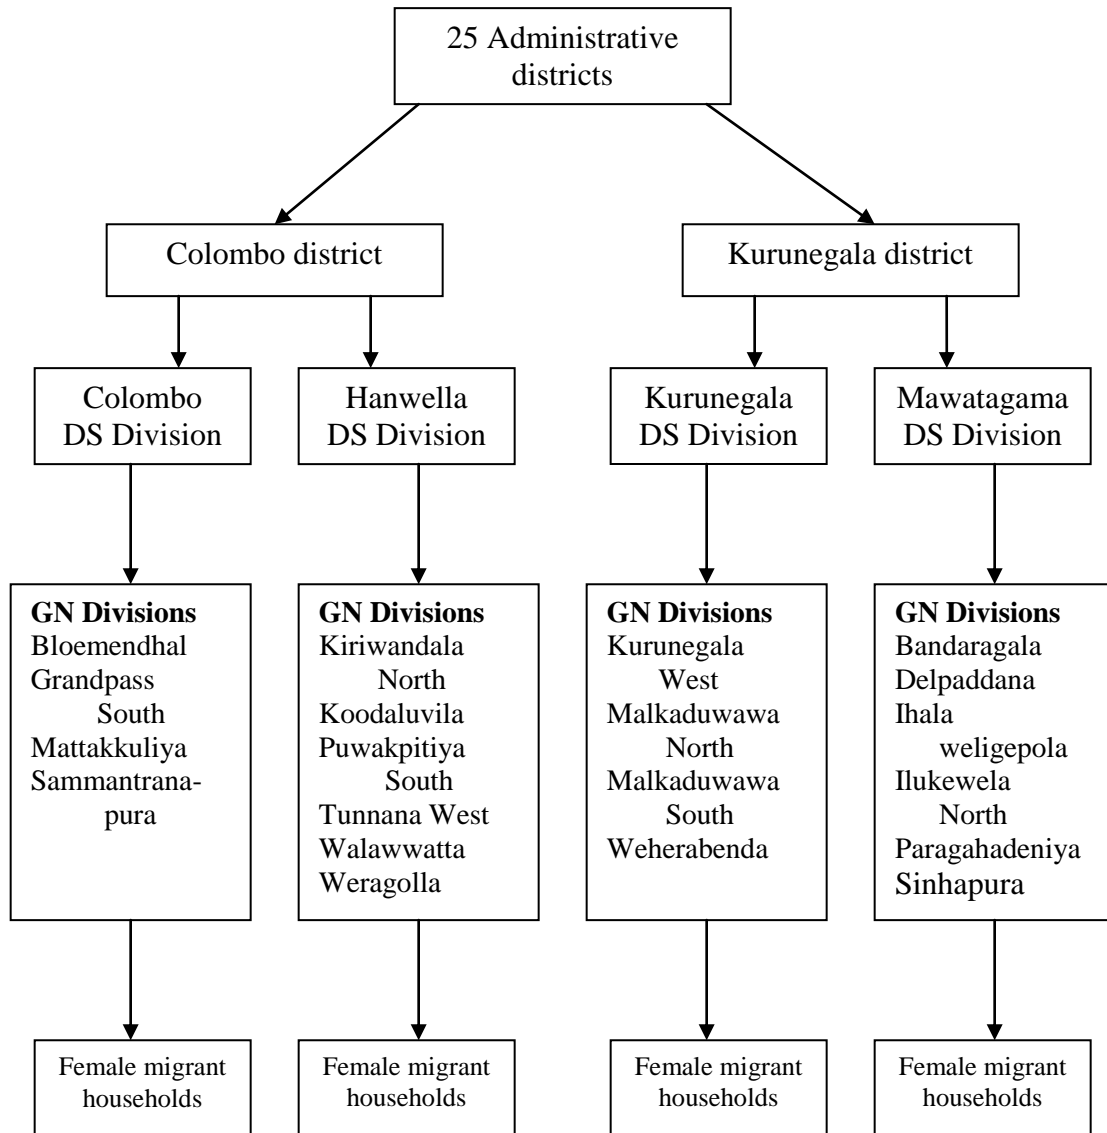 25 Administrative
districts
Colombo district
Kurunegala district
Colombo
DS Division
Hanwella
DS Division
Kurunegala
DS Division
Mawatagama
DS Division
GN Divisions
Bloemendhal
Grandpass
South
Mattakkuliya
Sammantrana-
pura
GN Divisions
Kiriwandala
North
Koodaluvila
Puwakpitiya
South
Tunnana West
Walawwatta
Weragolla
GN Divisions
Kurunegala
West
Malkaduwawa
North
Malkaduwawa
South
Weherabenda
GN Divisions
Bandaragala
Delpaddana
Ihala
weligepola
Ilukewela
North
Paragahadeniya
Sinhapura
Female migrant
households
Female migrant
households
Female migrant
households
Female migrant
households